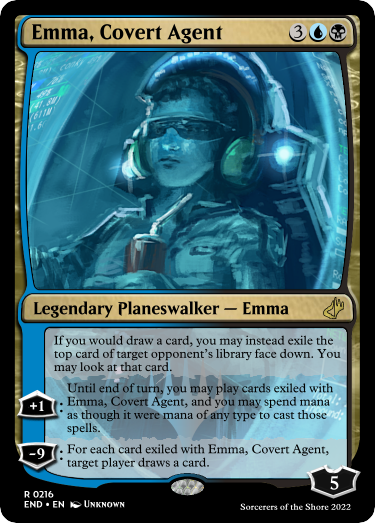 Emma, Covert Agent 3
Legendary Planeswalker — Emma
If you would draw a card, you may instead exile the
top card of target opponent's library face down. You
may look at that card.
+1: Until end of turn, you may play cards exiled with
Emma, Covert Agent, and you may spend mana
as though it were mana of any type to cast those
spells.
-9: For each card exiled with Emma, Covert Agent,
target player draws a card.
5
R 0216
END • EN Unknown
Sorcerers of the Shore 2022